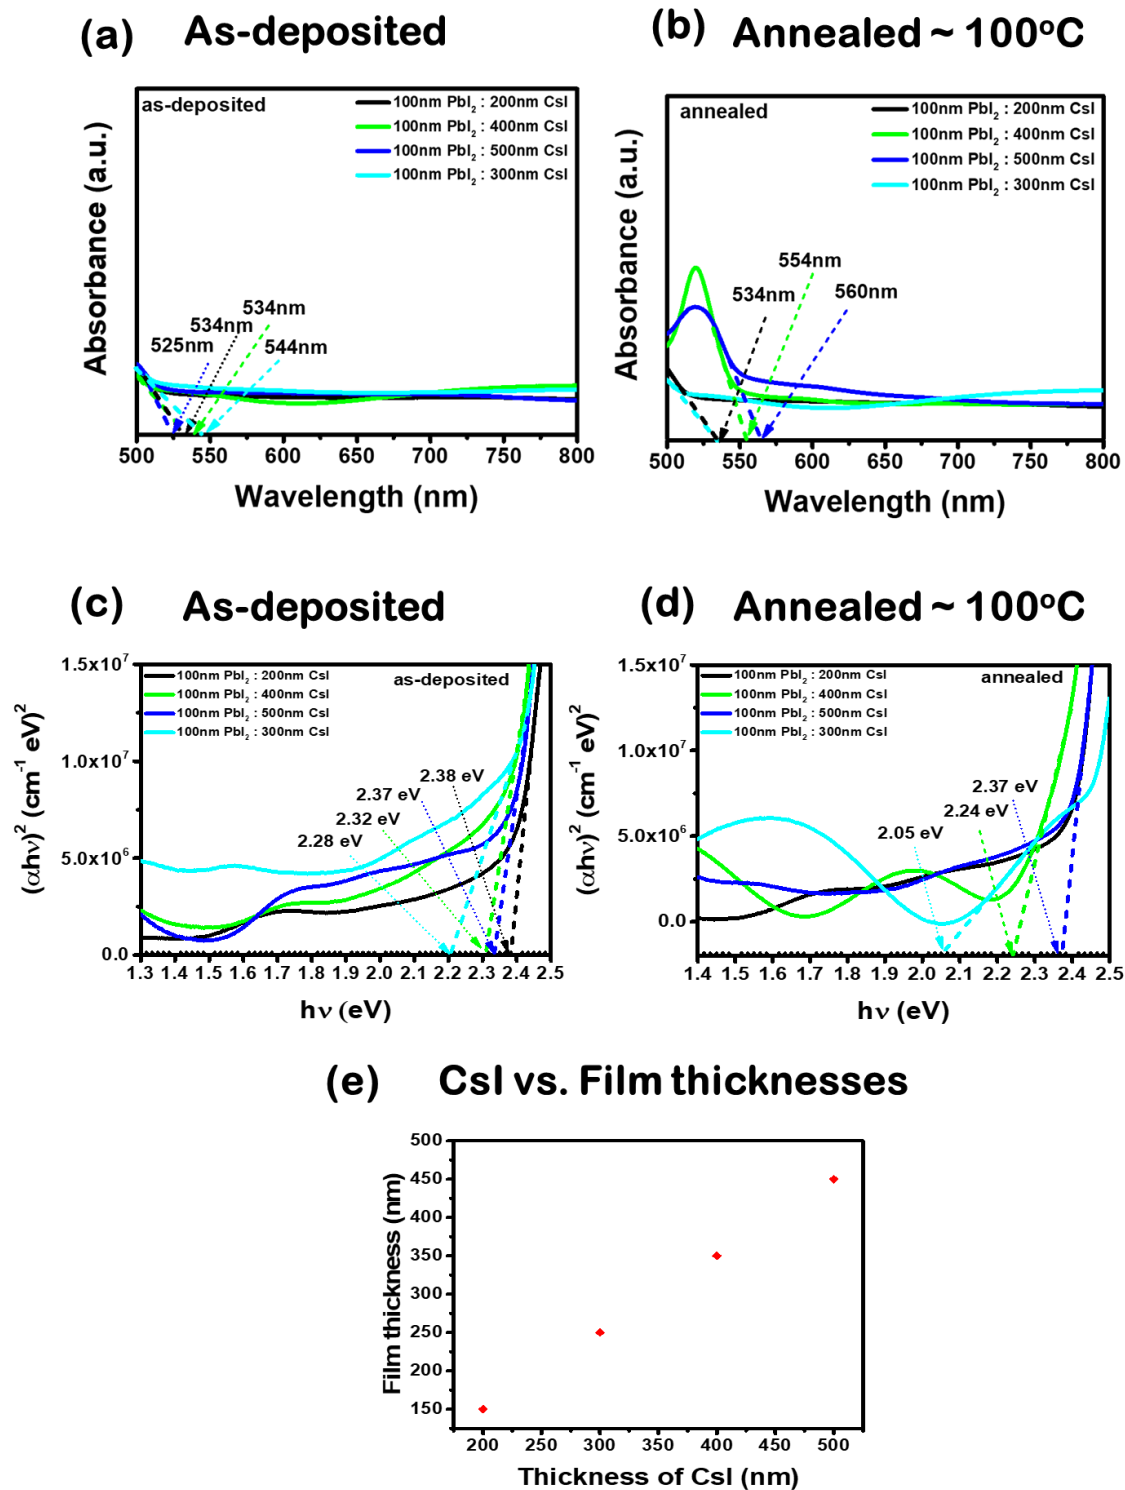 (a) As-deposited
as-deposited
100nm PbI2 : 200nm CsI
100nm PbI2 : 400nm CsI
100nm PbI2 : 500nm CsI
100nm PbI2 : 300nm CsI
Absorbance (a.u.)
525nm
534nm
534nm
544nm
500 550 600 650 700 750 800
Wavelength (nm)
(b) Annealed ~ 100oC
annealed
100nm PbI2 : 200nm CsI
100nm PbI2 : 400nm CsI
100nm PbI2 : 500nm CsI
100nm PbI2 : 300nm CsI
Absorbance (a.u.)
534nm
554nm
560nm
500 550 600 650 700 750 800
Wavelength (nm)
(c) As-deposited
as-deposited
100nm PbI2 : 200nm CsI
100nm PbI2 : 400nm CsI
100nm PbI2 : 500nm CsI
100nm PbI2 : 300nm CsI
(αhν)2 (cm-1 eV)2
1.5x107
1.0x107
5.0x106
0.0
2.38 eV
2.37 eV
2.32 eV
2.28 eV
1.3 1.4 1.5 1.6 1.7 1.8 1.9 2.0 2.1 2.2 2.3 2.4 2.5
hν (eV)
(d) Annealed ~ 100oC
annealed
100nm PbI2 : 200nm CsI
100nm PbI2 : 400nm CsI
100nm PbI2 : 500nm CsI
100nm PbI2 : 300nm CsI
(αhν)2 (cm-1 eV)2
1.5x107
1.0x107
5.0x106
0.0
2.37 eV
2.24 eV
2.05 eV
1.4 1.5 1.6 1.7 1.8 1.9 2.0 2.1 2.2 2.3 2.4 2.5
hν (eV)
(e) CsI vs. Film thicknesses
Film thickness (nm)
500
450
350
300
250
200
150
200 250 300 350 400 450 500
Thickness of CsI (nm)